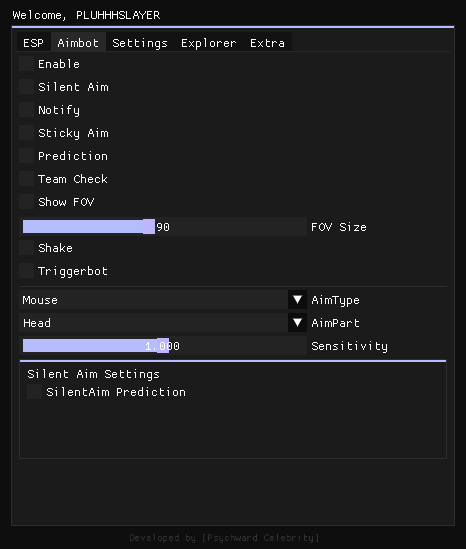 Welcome, PLUHHHSLAYER
ESP Aimbot Settings Explorer Extra
Enable
Silent Aim
Notify
Sticky Aim
Prediction
Team Check
Show FOV
90 FOV Size
Shake
Triggerbot
Mouse AimType
Head AimPart
1.000 Sensitivity
Silent Aim Settings
SilentAim Prediction
Developed by [Psychward Celebrity]